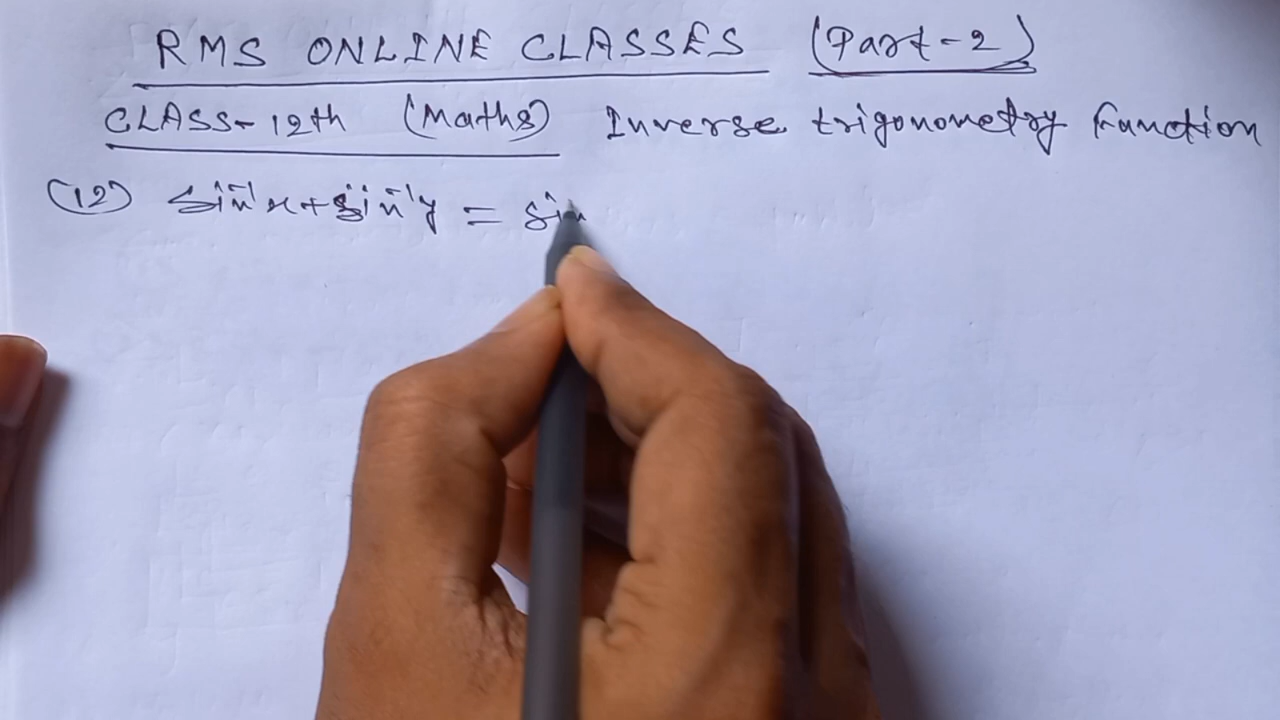 RMS ONLINE CLASSES (Part-2)
CLASS-12th (Maths) Inverse trigonometry function
(12) sin⁻¹x+sin⁻¹y = sin